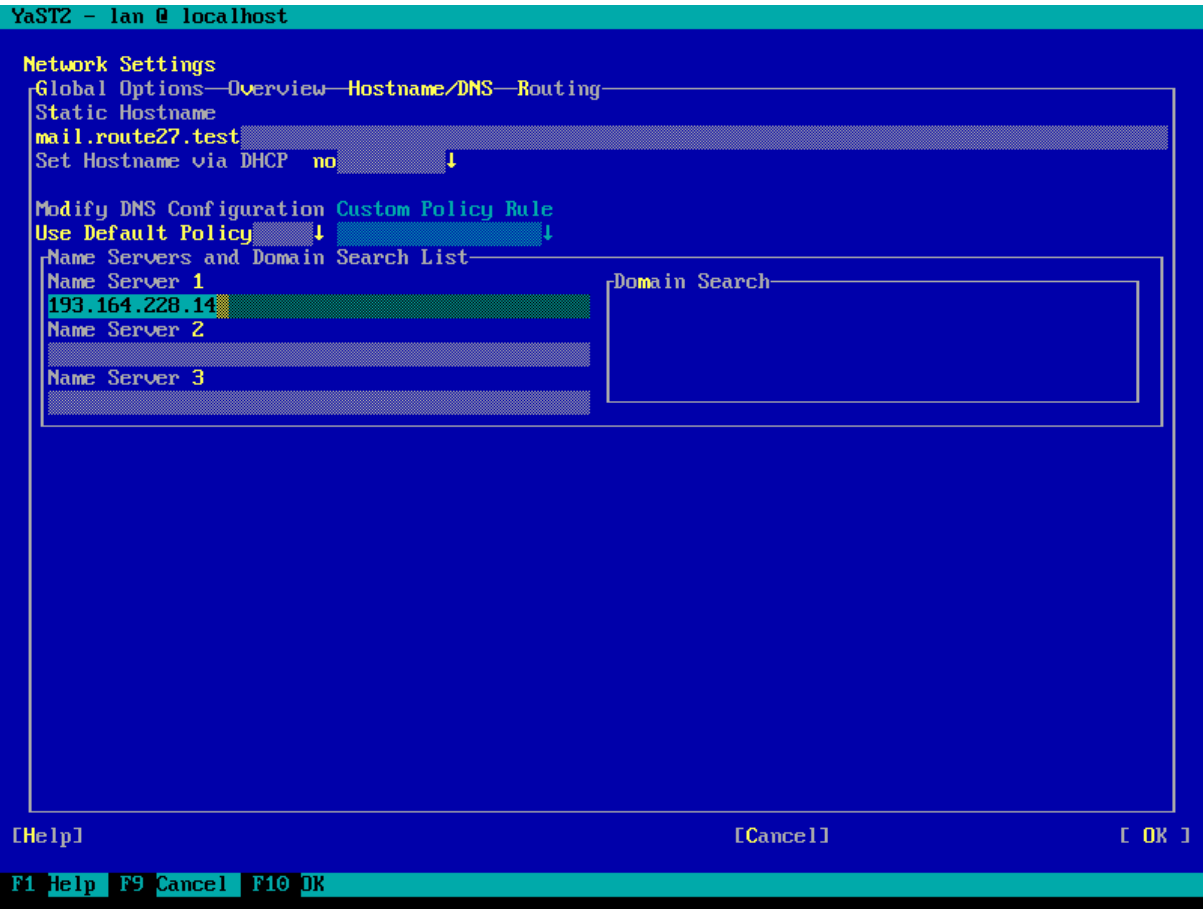 YaST2 - lan @ localhost
Network Settings
Global Options Overview Hostname/DNS Routing
Static Hostname
mail.route27.test
Set Hostname via DHCP no ↓
Modify DNS Configuration Custom Policy Rule
Use Default Policy ↓ ↓
Name Servers and Domain Search List
Name Server 1 Domain Search
193.164.228.14
Name Server 2
Name Server 3
[Help] [Cancel] [ OK ]
F1 Help F9 Cancel F10 OK